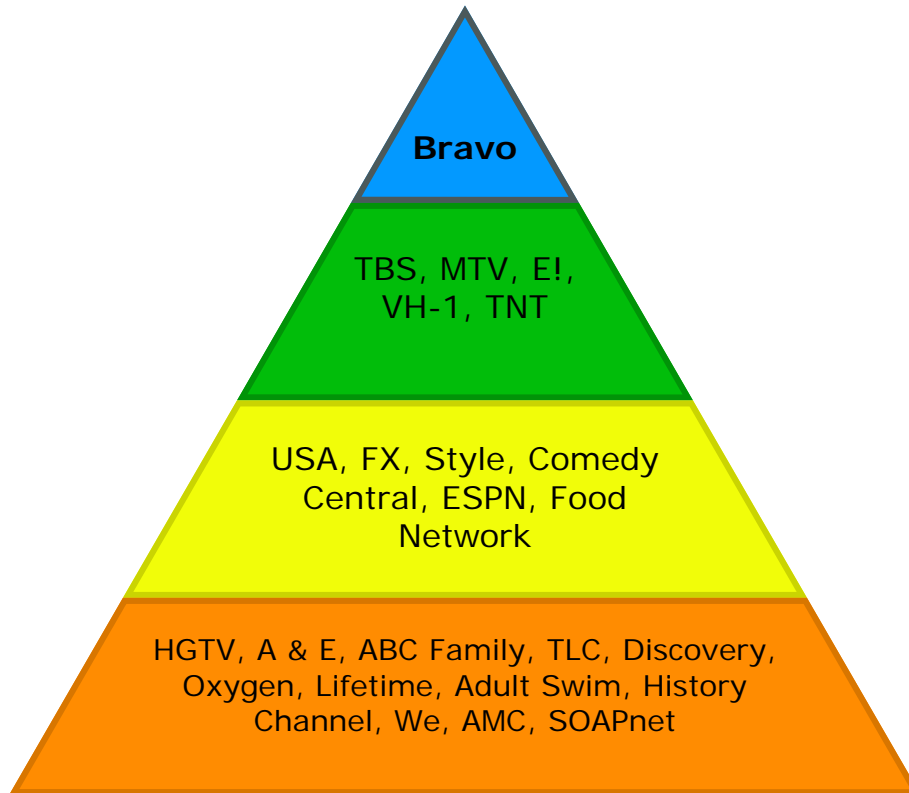 Bravo
TBS, MTV, E!,
VH-1, TNT
USA, FX, Style, Comedy
Central, ESPN, Food
Network
HGTV, A & E, ABC Family, TLC, Discovery,
Oxygen, Lifetime, Adult Swim, History
Channel, We, AMC, SOAPnet